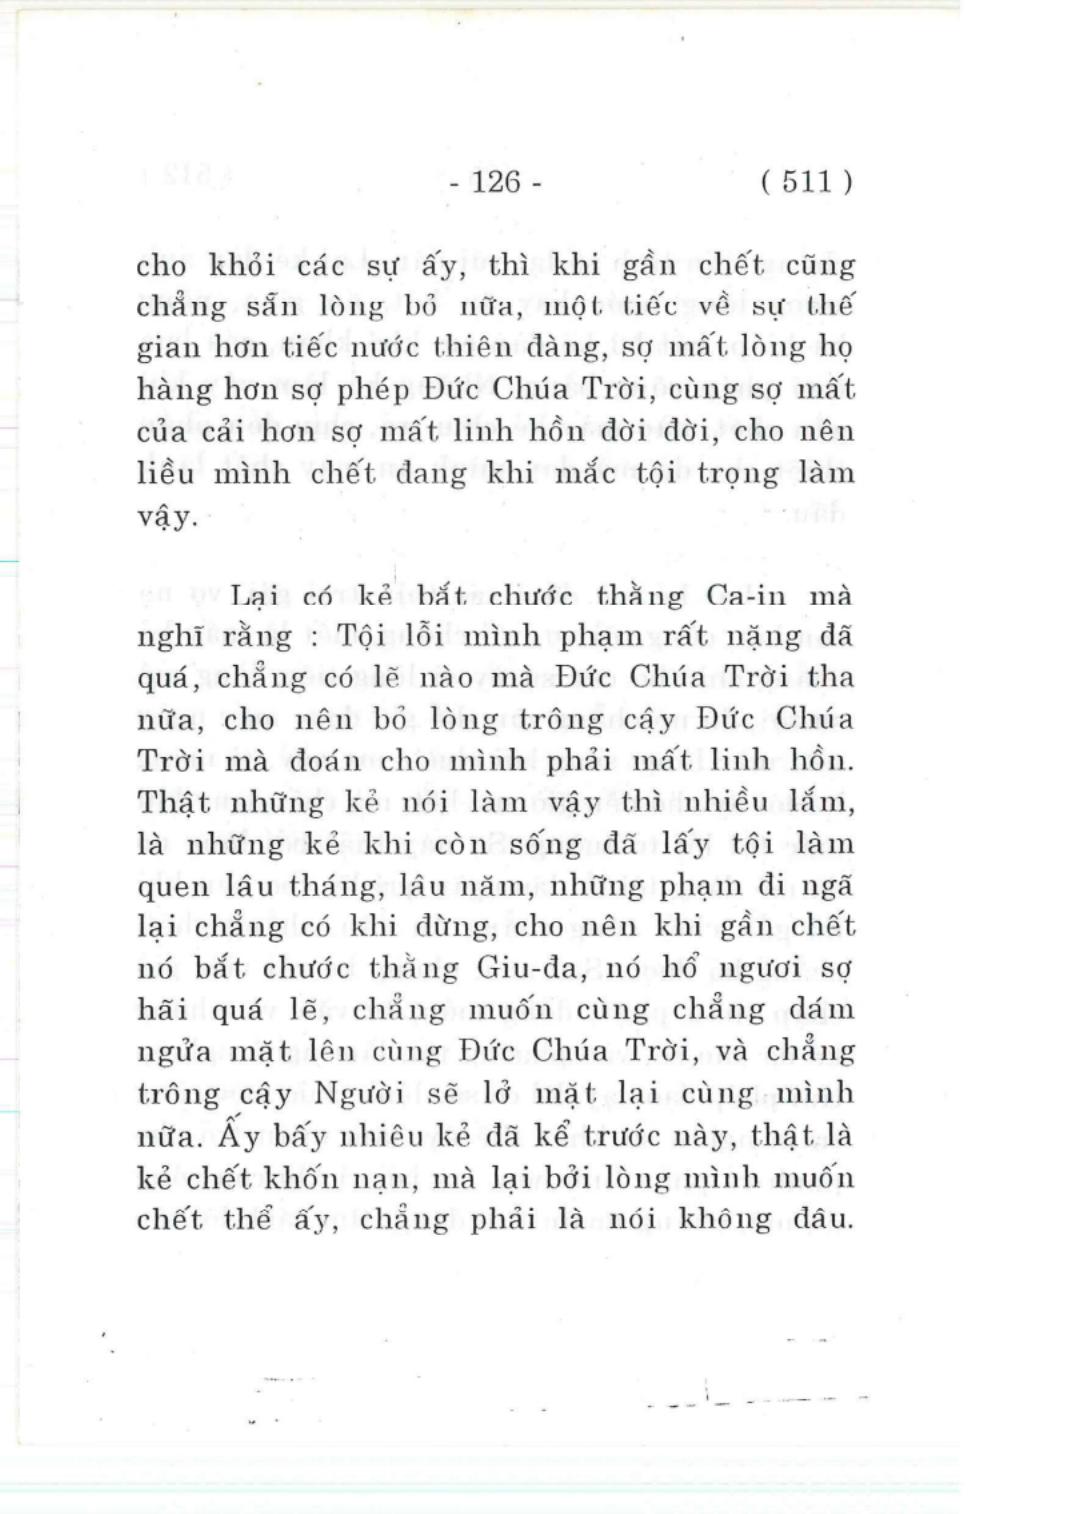 - 126 - ( 511 )
cho khỏi các sự ấy, thì khi gần chết cũng
chẳng sẵn lòng bỏ nữa, một tiếc về sự thế
gian hơn tiếc nước thiên đàng, sợ mất lòng họ
hàng hơn sợ phép Đức Chúa Trời, cùng sợ mất
của cải hơn sợ mất linh hồn đời đời, cho nên
liều mình chết đang khi mắc tội trọng làm
vậy.
Lại có kẻ bắt chước thằng Ca-in mà
nghĩ rằng : Tội lỗi mình phạm rất nặng đã
quá, chẳng có lẽ nào mà Đức Chúa Trời tha
nữa, cho nên bỏ lòng trông cậy Đức Chúa
Trời mà đoán cho mình phải mất linh hồn.
Thật những kẻ nói làm vậy thì nhiều lắm,
là những kẻ khi còn sống đã lấy tội làm
quen lâu tháng, lâu năm, những phạm đi ngã
lại chẳng có khi đừng, cho nên khi gần chết
nó bắt chước thằng Giu-đa, nó hổ ngươi sợ
hãi quá lẽ, chẳng muốn cùng chẳng dám
ngửa mặt lên cùng Đức Chúa Trời, và chẳng
trông cậy Người sẽ lở mặt lại cùng mình
nữa. Ấy bấy nhiêu kẻ đã kể trước này, thật là
kẻ chết khốn nạn, mà lại bởi lòng mình muốn
chết thể ấy, chẳng phải là nói không đâu.